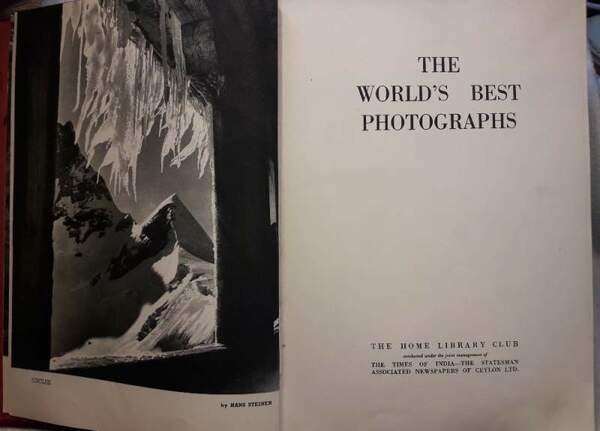 by HANS STEINER
THE
WORLD'S BEST
PHOTOGRAPHS
THE HOME LIBRARY CLUB
conducted under the joint management of
THE TIMES OF INDIA—THE STATESMAN
ASSOCIATED NEWSPAPERS OF CEYLON LTD.